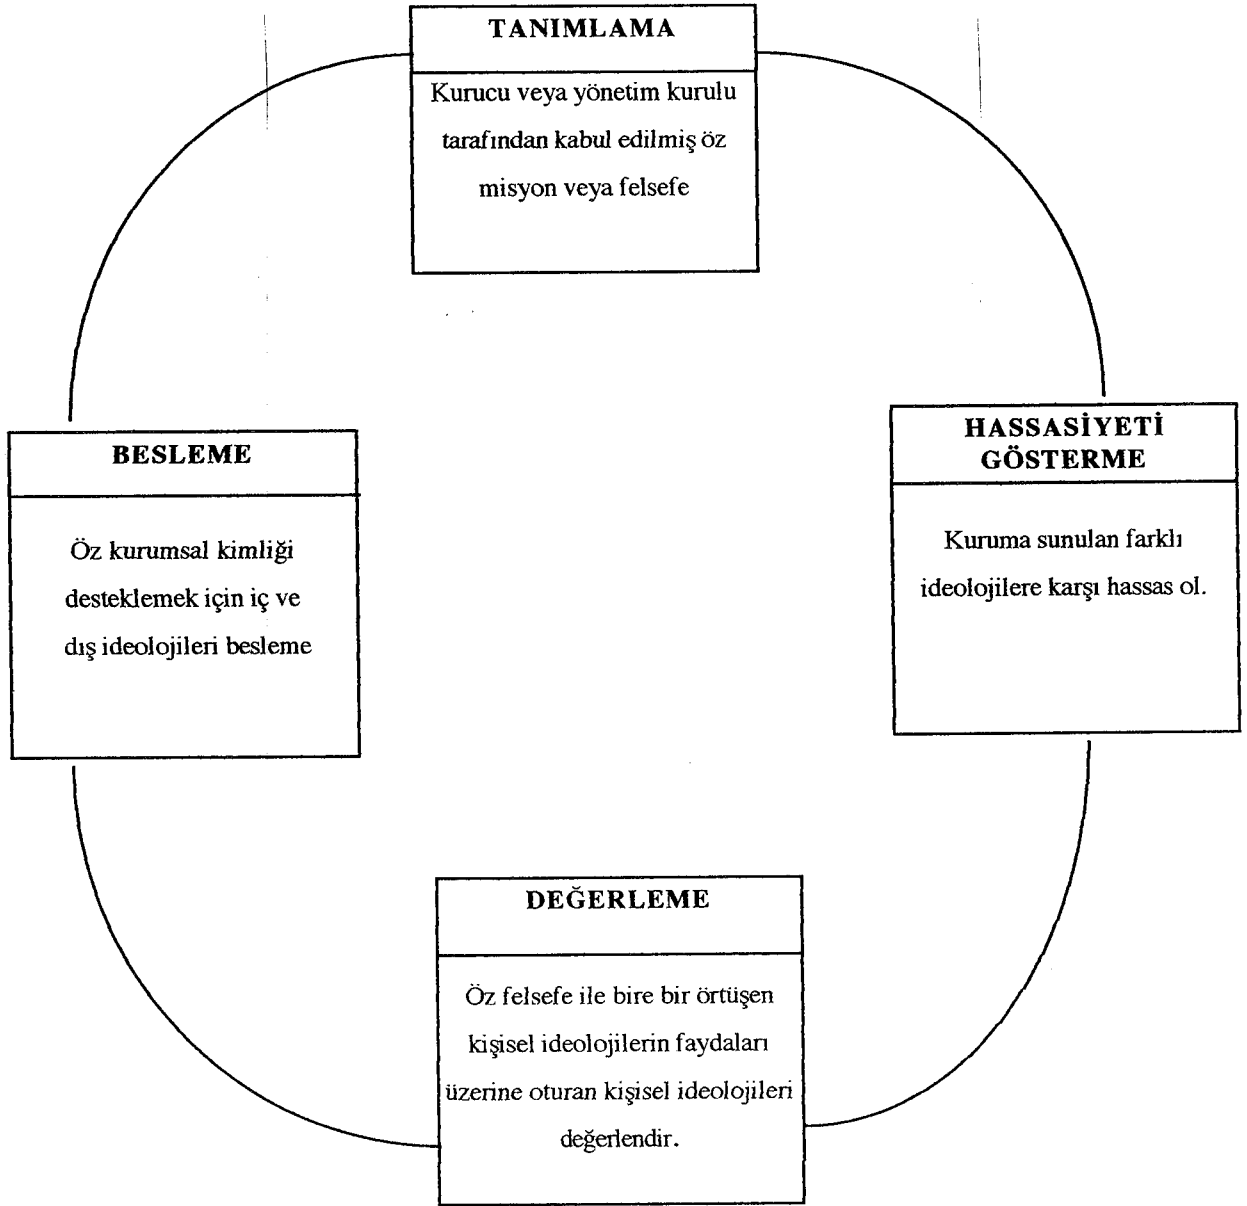 TANIMLAMA
Kurucu veya yönetim kurulu
tarafından kabul edilmiş öz
misyon veya felsefe
HASSASİYETİ
GÖSTERME
Kuruma sunulan farklı
ideolojilere karşı hassas ol.
BESLEME
Öz kurumsal kimliği
desteklemek için iç ve
dış ideolojileri besleme
DEĞERLEME
Öz felsefe ile bire bir örtüşen
kişisel ideolojilerin faydaları
üzerine oturan kişisel ideolojileri
değerlendir.